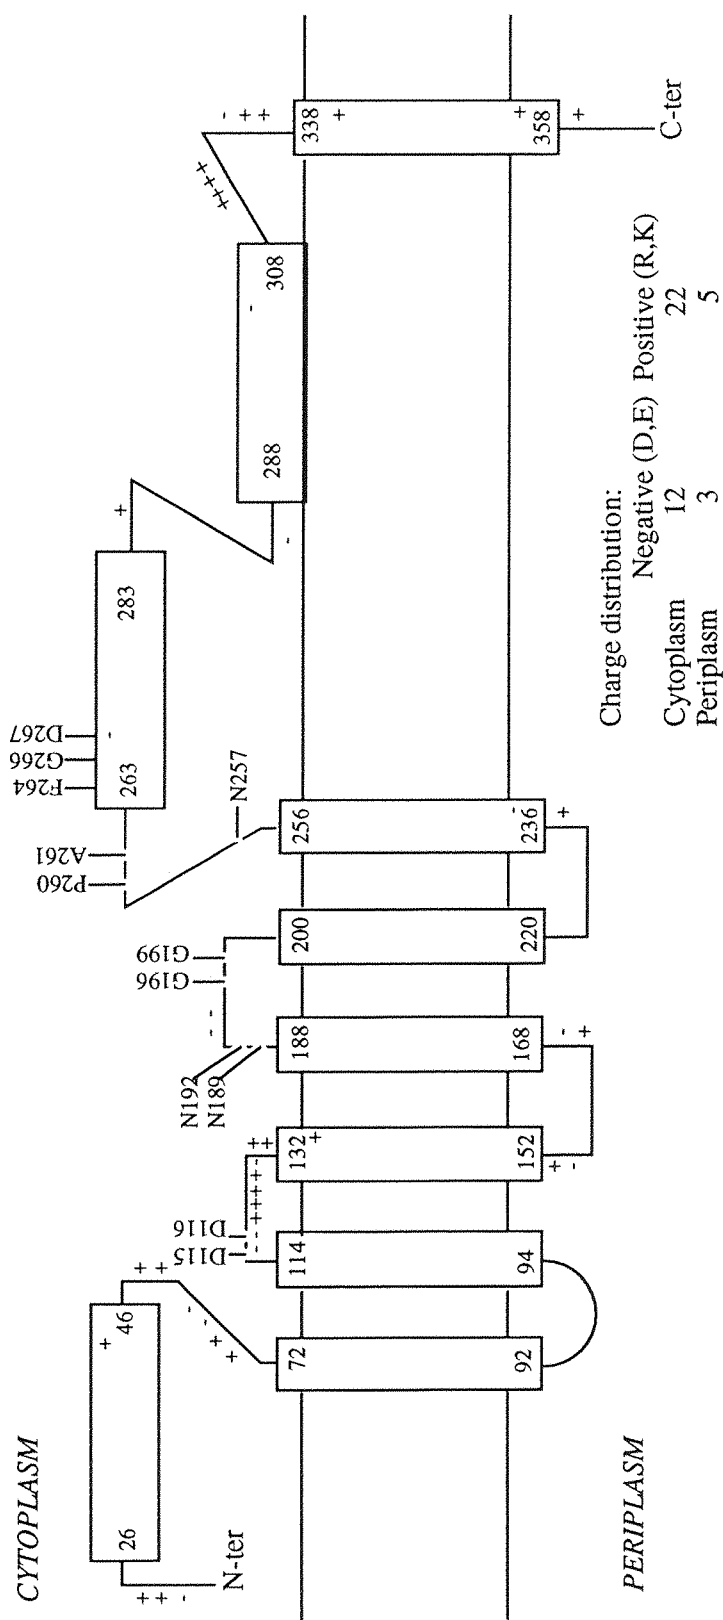 CYTOPLASM
N-ter
- + +
26
+
46
+ +
- - + +
72
92
94
114
D115
D116
132
+
152
+ -
168
- +
188
N189
N192
- -
G196
G199
200
220
236
-
+
256
N257
P260
A261
263
F264
G266
D267
-
283
+
-
288
308
-
++++
- + +
338
+
+
358
+
C-ter
PERIPLASM
Charge distribution:
Negative (D,E) Positive (R,K)
Cytoplasm 12 22
Periplasm 3 5